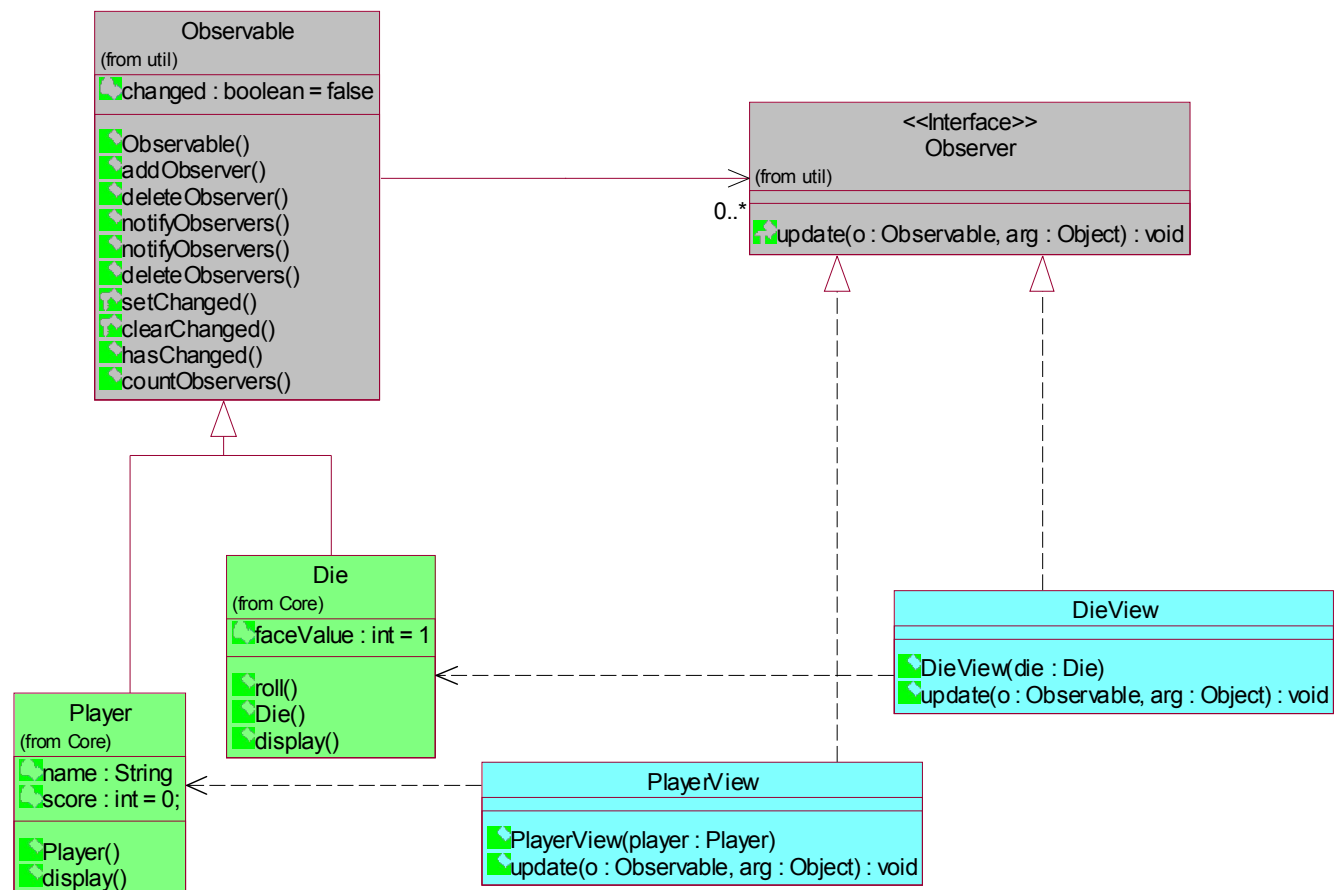 Observable
(from util)
changed : boolean = false
Observable()
addObserver()
deleteObserver()
notifyObservers()
notifyObservers()
deleteObservers()
setChanged()
clearChanged()
hasChanged()
countObservers()
<<Interface>>
Observer
(from util)
0..*
update(o : Observable, arg : Object) : void
Die
(from Core)
faceValue : int = 1
roll()
Die()
display()
DieView
DieView(die : Die)
update(o : Observable, arg : Object) : void
Player
(from Core)
name : String
score : int = 0;
Player()
display()
PlayerView
PlayerView(player : Player)
update(o : Observable, arg : Object) : void